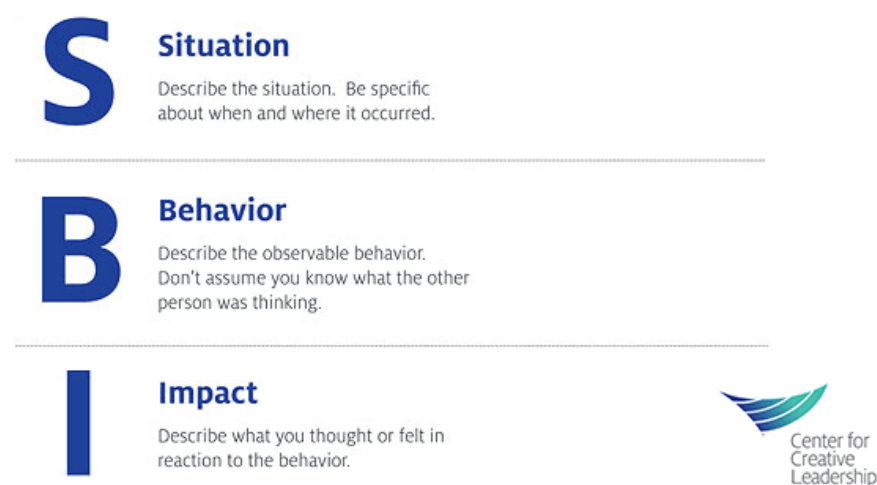 S
Situation
Describe the situation.  Be specific
about when and where it occurred.
B
Behavior
Describe the observable behavior.
Don't assume you know what the other
person was thinking.
I
Impact
Describe what you thought or felt in
reaction to the behavior.
Center for
Creative
Leadership